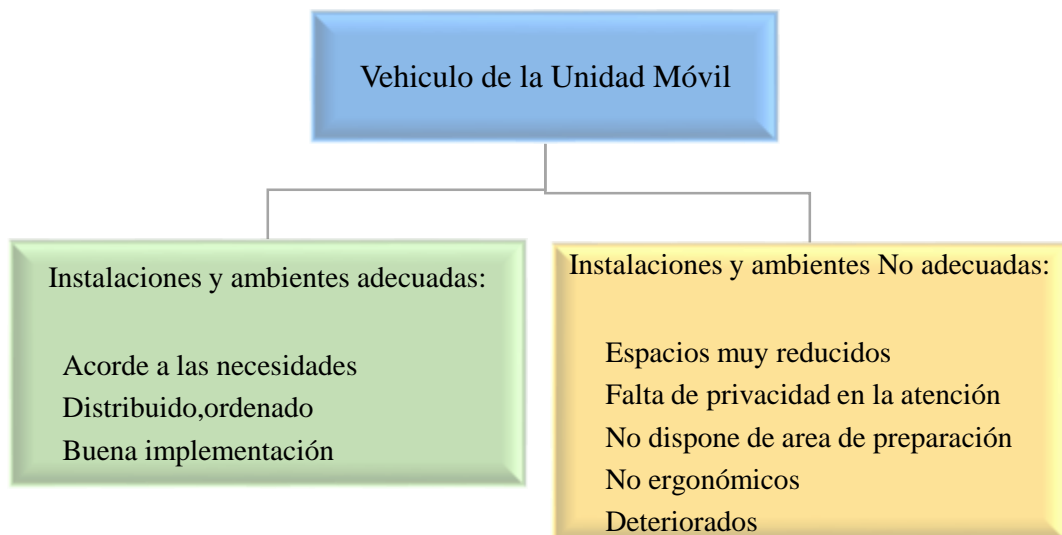 Vehiculo de la Unidad Móvil
Instalaciones y ambientes adecuadas:
Acorde a las necesidades
Distribuido,ordenado
Buena implementación
Instalaciones y ambientes No adecuadas:
Espacios muy reducidos
Falta de privacidad en la atención
No dispone de area de preparación
No ergonómicos
Deteriorados